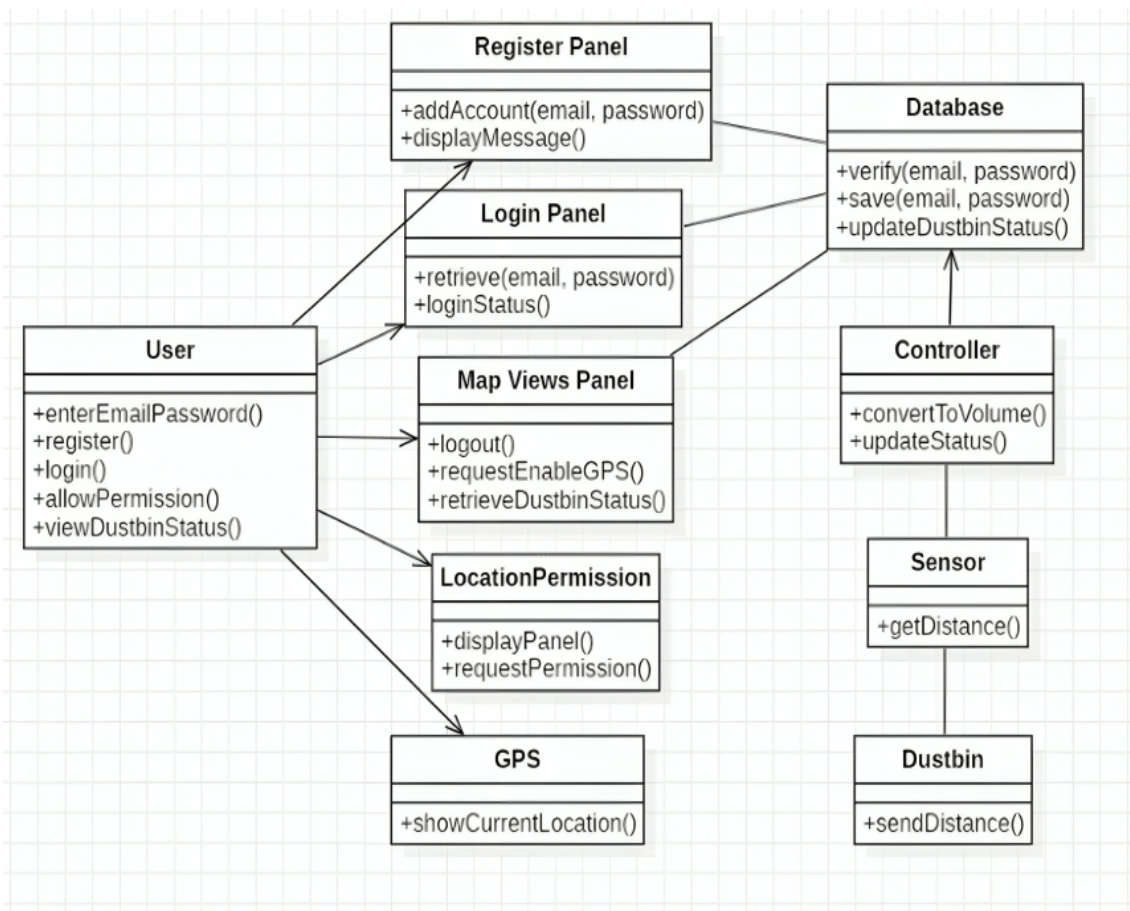 Register Panel
+addAccount(email, password)
+displayMessage()
Database
+verify(email, password)
+save(email, password)
+updateDustbinStatus()
Login Panel
+retrieve(email, password)
+loginStatus()
User
+enterEmailPassword()
+register()
+login()
+allowPermission()
+viewDustbinStatus()
Map Views Panel
+logout()
+requestEnableGPS()
+retrieveDustbinStatus()
Controller
+convertToVolume()
+updateStatus()
LocationPermission
+displayPanel()
+requestPermission()
Sensor
+getDistance()
GPS
+showCurrentLocation()
Dustbin
+sendDistance()